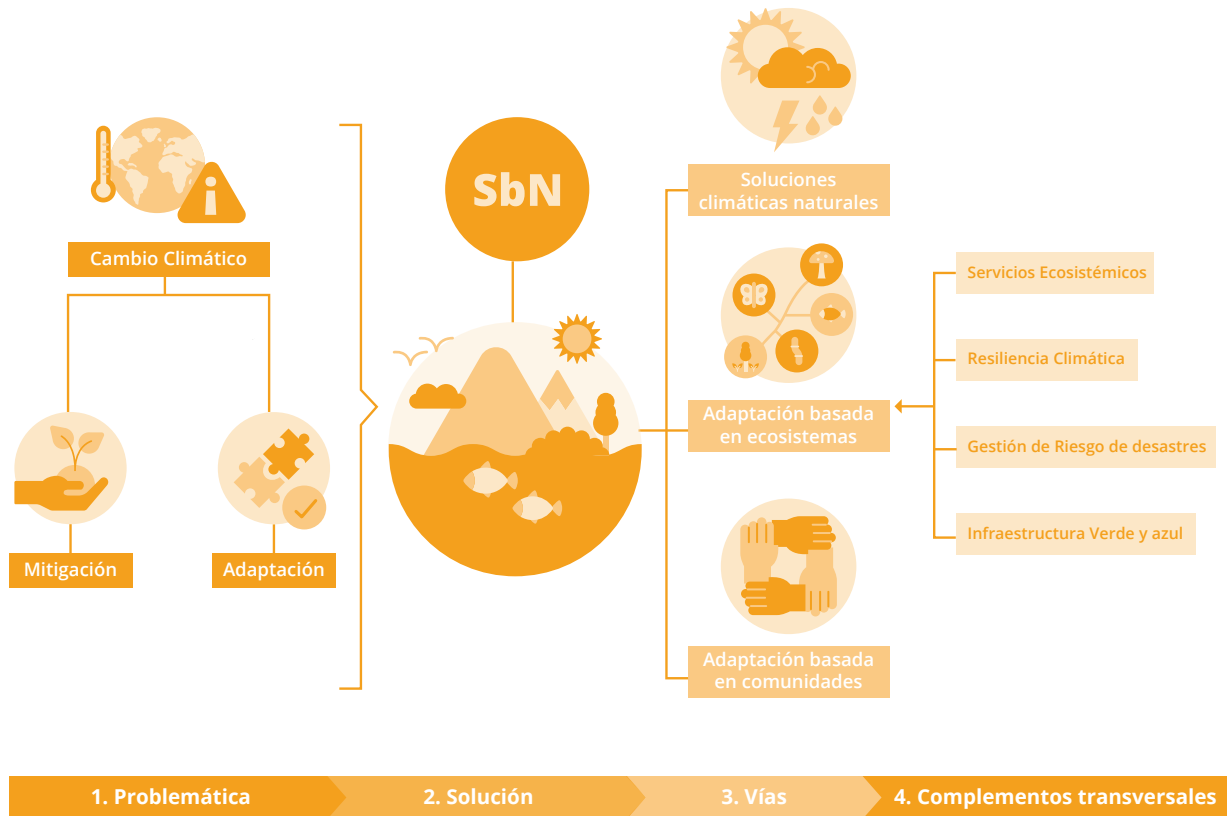 Cambio Climático
Mitigación
Adaptación
SbN
Soluciones
climáticas naturales
Adaptación basada
en ecosistemas
Adaptación basada
en comunidades
Servicios Ecosistémicos
Resiliencia Climática
Gestión de Riesgo de desastres
Infraestructura Verde y azul
1. Problemática
2. Solución
3. Vías
4. Complementos transversales